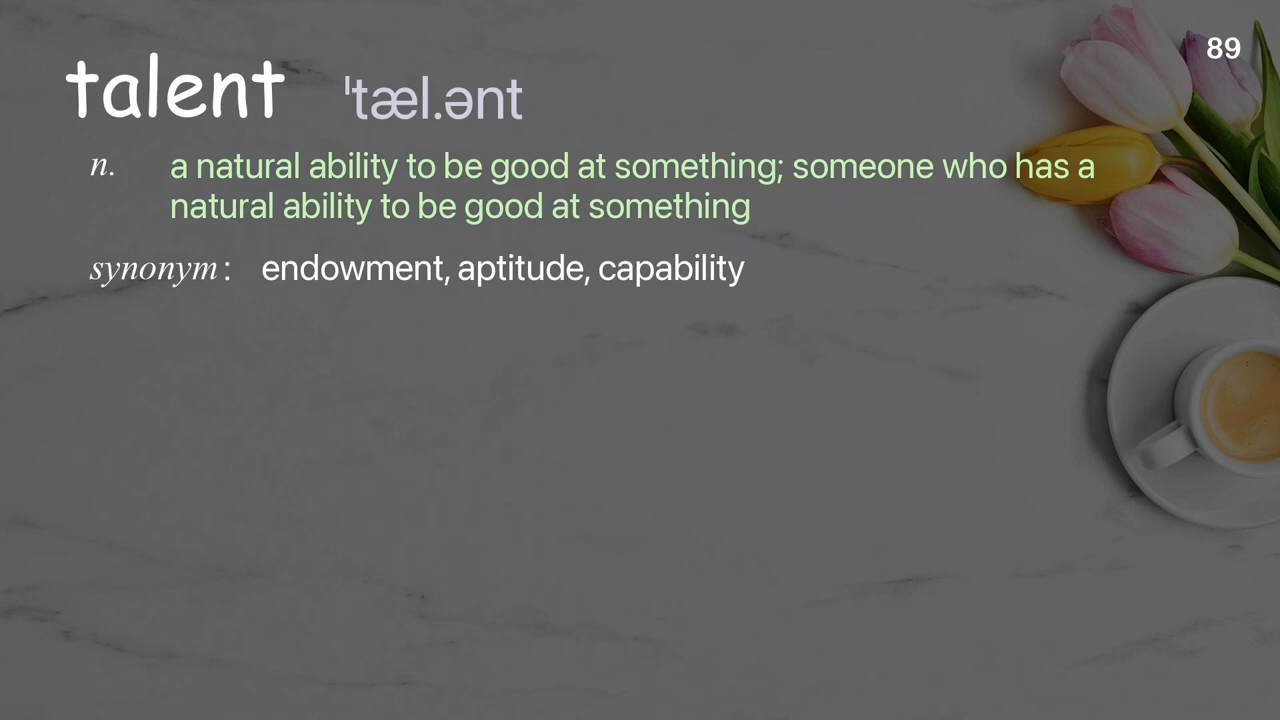 89
talent ˈtæl.ənt
n. a natural ability to be good at something; someone who has a
natural ability to be good at something
synonym: endowment, aptitude, capability